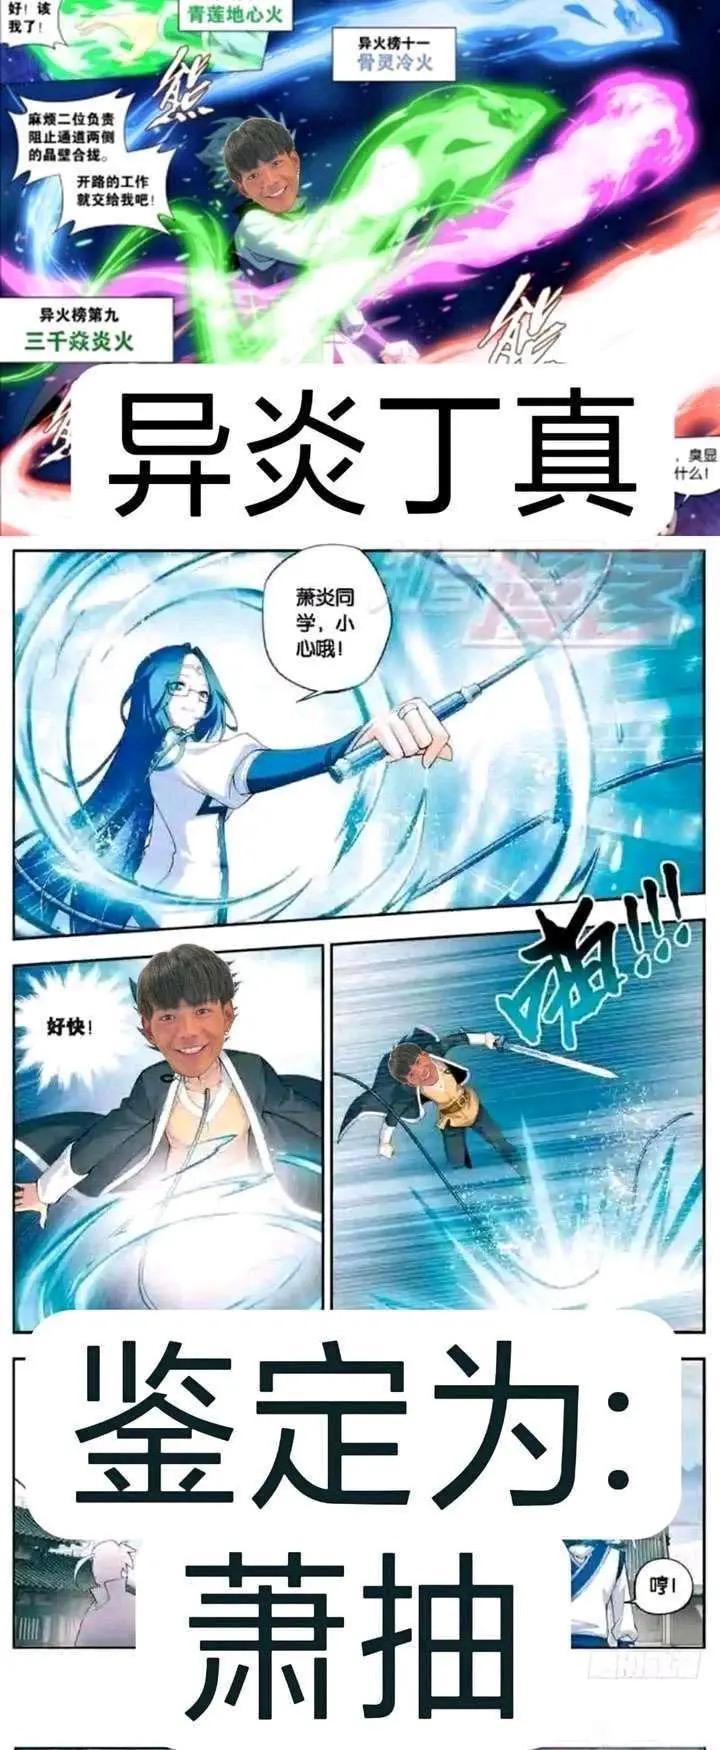 好！该
我了！
青莲地心火
异火榜十一
骨灵冷火
熊
麻烦二位负责
阻止通道两侧
的晶壁合拢。
开路的工作
就交给我吧！
异火榜第九
三千焱炎火
熊
熊
，臭显
什么！
异炎丁真
萧炎同
学，小
心哦！
啪!!!
好快！
鉴定为:
哼！
萧抽